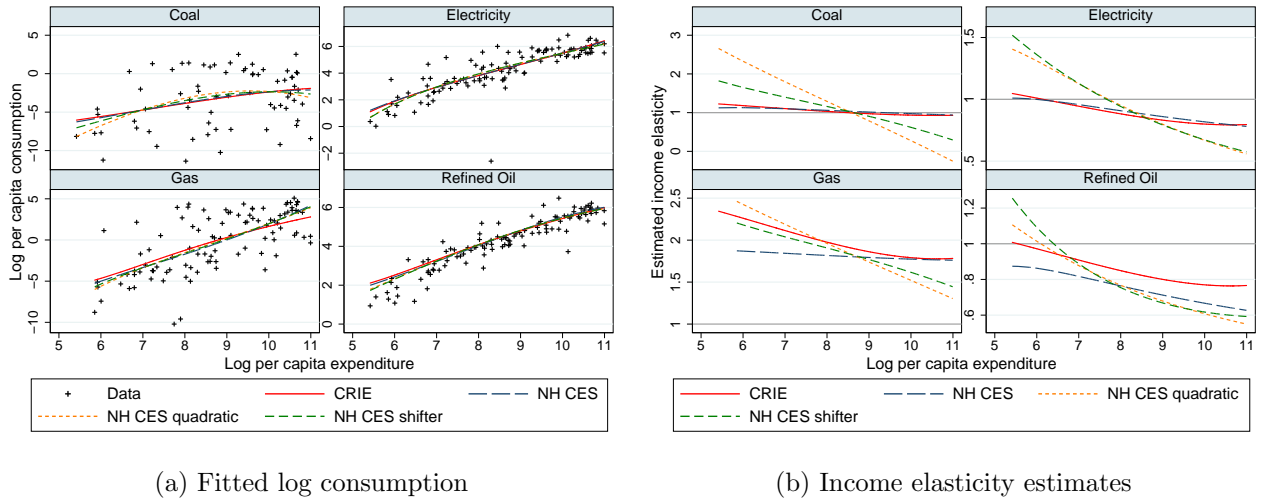 Coal
Electricity
5
0
−5
−10
6
4
2
0
−2
Gas
Refined Oil
5
0
−5
−10
6
4
2
0
Log per capita consumption
5 6 7 8 9 10 11
5 6 7 8 9 10 11
Log per capita expenditure
Data
CRIE
NH CES
NH CES quadratic
NH CES shifter
(a) Fitted log consumption
Coal
Electricity
3
2
1
0
1.5
1
.5
Gas
Refined Oil
2.5
2
1.5
1
1.2
1
.8
.6
Estimated income elasticity
5 6 7 8 9 10 11
5 6 7 8 9 10 11
Log per capita expenditure
CRIE
NH CES
NH CES quadratic
NH CES shifter
(b) Income elasticity estimates